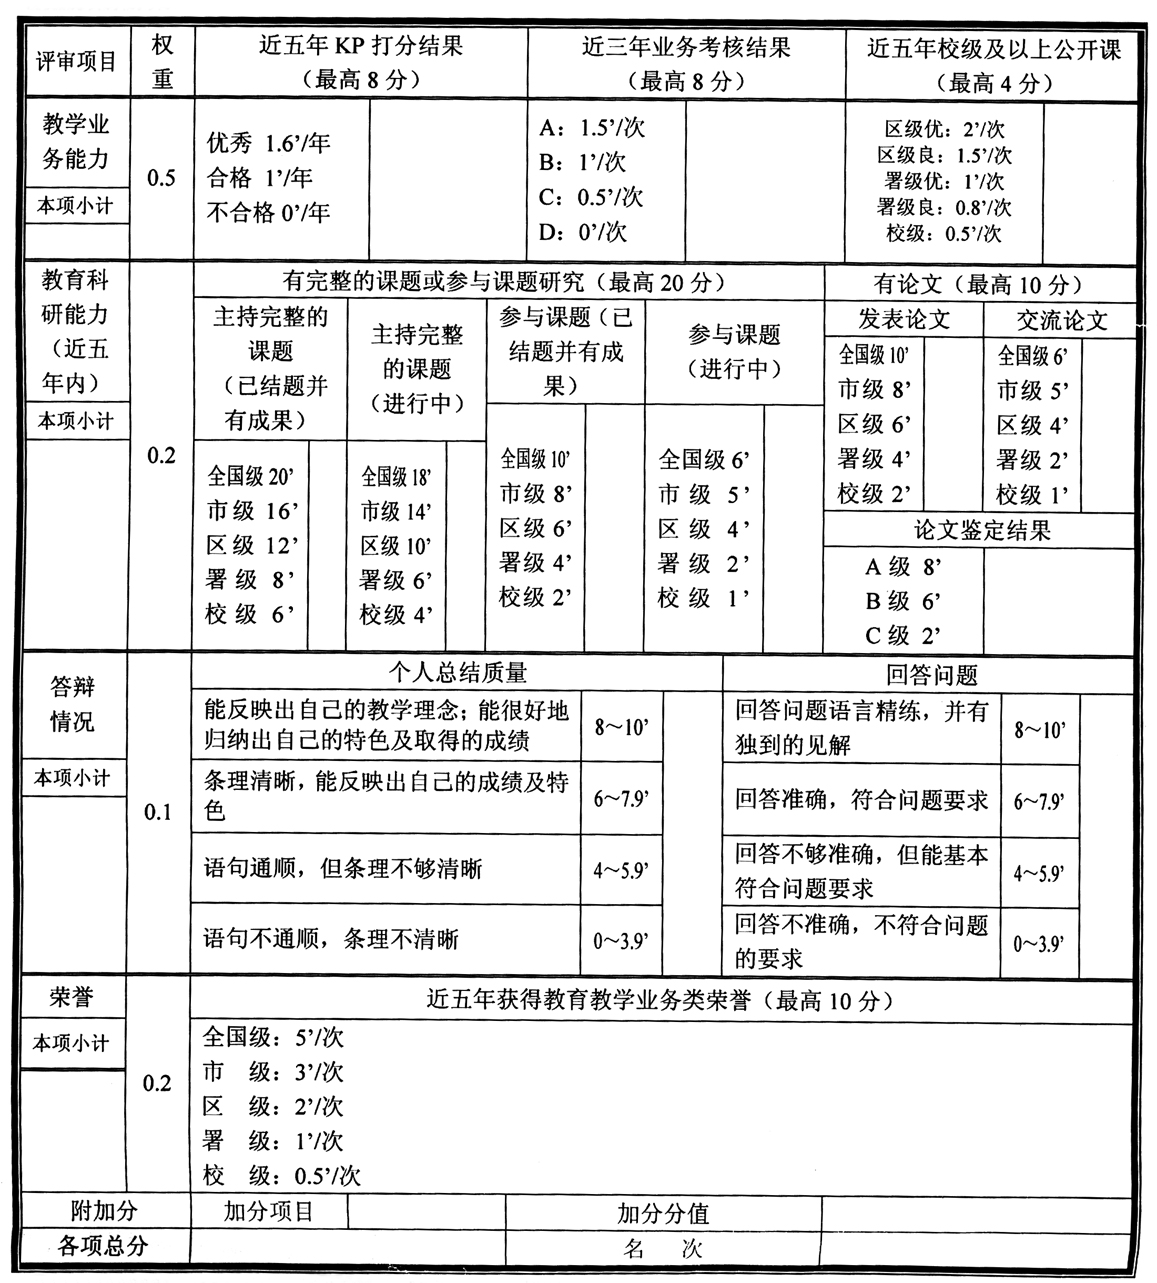 评审项目
权重
近五年 KP 打分结果
（最高 8 分）
近三年业务考核结果
（最高 8 分）
近五年校级及以上公开课
（最高 4 分）
教学业
务能力
本项小计
0.5
优秀 1.6’/年
合格 1’/年
不合格 0’/年
A：1.5’/次
B：1’/次
C：0.5’/次
D：0’/次
区级优：2’/次
区级良：1.5’/次
署级优：1’/次
署级良：0.8’/次
校级：0.5’/次
教育科
研能力
（近五
年内）
本项小计
0.2
有完整的课题或参与课题研究（最高 20 分）
主持完整的
课题
（已结题并
有成果）
全国级 20’
市级 16’
区级 12’
署级 8’
校级 6’
主持完整
的课题
（进行中）
全国级 18’
市级 14’
区级 10’
署级 6’
校级 4’
参与课题（已
结题并有成
果）
全国级 10’
市级 8’
区级 6’
署级 4’
校级 2’
参与课题
（进行中）
全国级 6’
市级 5’
区级 4’
署级 2’
校级 1’
有论文（最高 10 分）
发表论文
全国级 10’
市级 8’
区级 6’
署级 4’
校级 2’
交流论文
全国级 6’
市级 5’
区级 4’
署级 2’
校级 1’
论文鉴定结果
A 级 8’
B 级 6’
C 级 2’
答辩
情况
本项小计
0.1
个人总结质量
能反映出自己的教学理念；能很好地
归纳出自己的特色及取得的成绩
8～10’
条理清晰，能反映出自己的成绩及特
色
6～7.9’
语句通顺，但条理不够清晰
4～5.9’
语句不通顺，条理不清晰
0～3.9’
回答问题
回答问题语言精练，并有
独到的见解
8～10’
回答准确，符合问题要求
6～7.9’
回答不够准确，但能基本
符合问题要求
4～5.9’
回答不准确，不符合问题
的要求
0～3.9’
荣誉
本项小计
0.2
近五年获得教育教学业务类荣誉（最高 10 分）
全国级：5’/次
市　级：3’/次
区　级：2’/次
署　级：1’/次
校　级：0.5’/次
附加分
加分项目
加分分值
各项总分
名　次